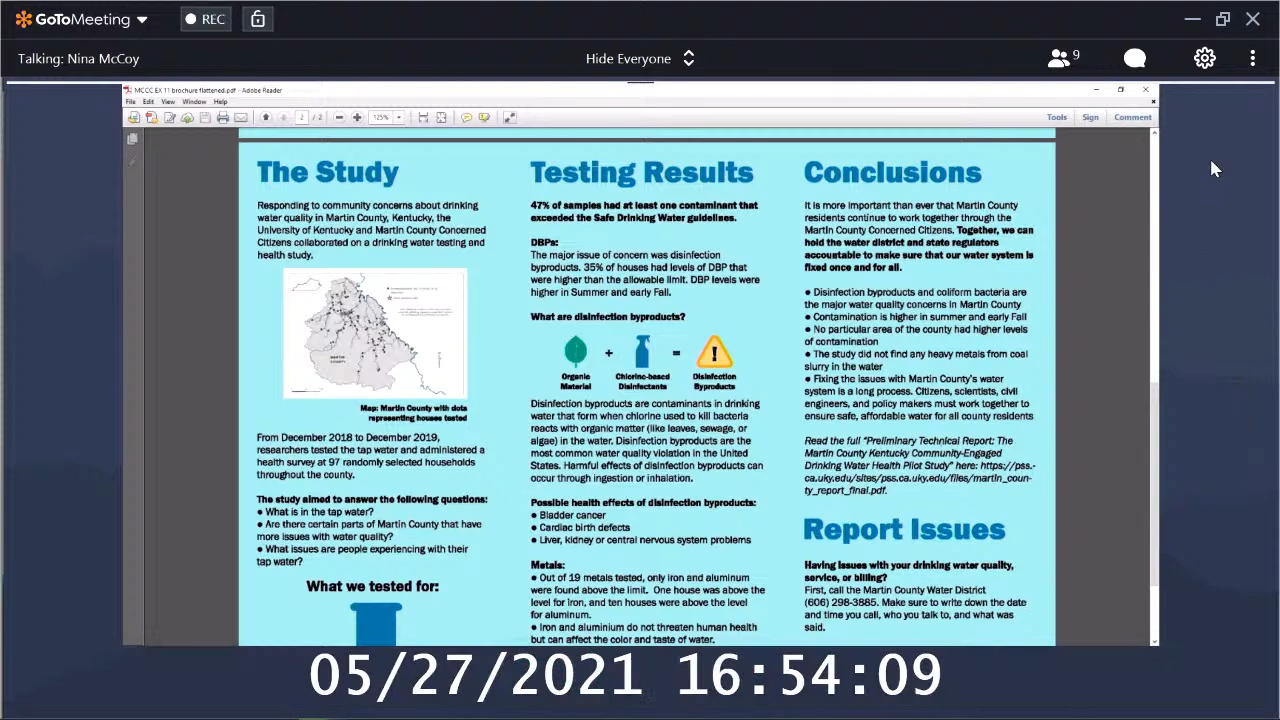 GoToMeeting
REC
Talking: Nina McCoy
Hide Everyone
9
MCCC EX 11 brochure flattened.pdf - Adobe Reader
File Edit View Window Help
2 / 2
125%
Tools Sign Comment
The Study
Responding to community concerns about drinking
water quality in Martin County, Kentucky, the
University of Kentucky and Martin County Concerned
Citizens collaborated on a drinking water testing and
health study.
MARTIN
COUNTY
Map: Martin County with dots
representing houses tested
From December 2018 to December 2019,
researchers tested the tap water and administered a
health survey at 97 randomly selected households
throughout the county.
The study aimed to answer the following questions:
● What is in the tap water?
● Are there certain parts of Martin County that have
more issues with water quality?
● What issues are people experiencing with their
tap water?
What we tested for:
Testing Results
47% of samples had at least one contaminant that
exceeded the Safe Drinking Water guidelines.
DBPs:
The major issue of concern was disinfection
byproducts. 35% of houses had levels of DBP that
were higher than the allowable limit. DBP levels were
higher in Summer and early Fall.
What are disinfection byproducts?
+ =
Organic
Material
Chlorine-based
Disinfectants
Disinfection
Byproducts
Disinfection byproducts are contaminants in drinking
water that form when chlorine used to kill bacteria
reacts with organic matter (like leaves, sewage, or
algae) in the water. Disinfection byproducts are the
most common water quality violation in the United
States. Harmful effects of disinfection byproducts can
occur through ingestion or inhalation.
Possible health effects of disinfection byproducts:
● Bladder cancer
● Cardiac birth defects
● Liver, kidney or central nervous system problems
Metals:
● Out of 19 metals tested, only iron and aluminum
were found above the limit. One house was above the
level for iron, and ten houses were above the level
for aluminum.
● Iron and aluminium do not threaten human health
but can affect the color and taste of water.
Conclusions
It is more important than ever that Martin County
residents continue to work together through the
Martin County Concerned Citizens. Together, we can
hold the water district and state regulators
accountable to make sure that our water system is
fixed once and for all.
● Disinfection byproducts and coliform bacteria are
the major water quality concerns in Martin County
● Contamination is higher in summer and early Fall
● No particular area of the county had higher levels
of contamination
● The study did not find any heavy metals from coal
slurry in the water
● Fixing the issues with Martin County's water
system is a long process. Citizens, scientists, civil
engineers, and policy makers must work together to
ensure safe, affordable water for all county residents
Read the full "Preliminary Technical Report: The
Martin County Kentucky Community-Engaged
Drinking Water Health Pilot Study" here: https://pss.-
ca.uky.edu/sites/pss.ca.uky.edu/files/martin_coun-
ty_report_final.pdf.
Report Issues
Having issues with your drinking water quality,
service, or billing?
First, call the Martin County Water District
(606) 298-3885. Make sure to write down the date
and time you call, who you talk to, and what was
said.
05/27/2021 16:54:09